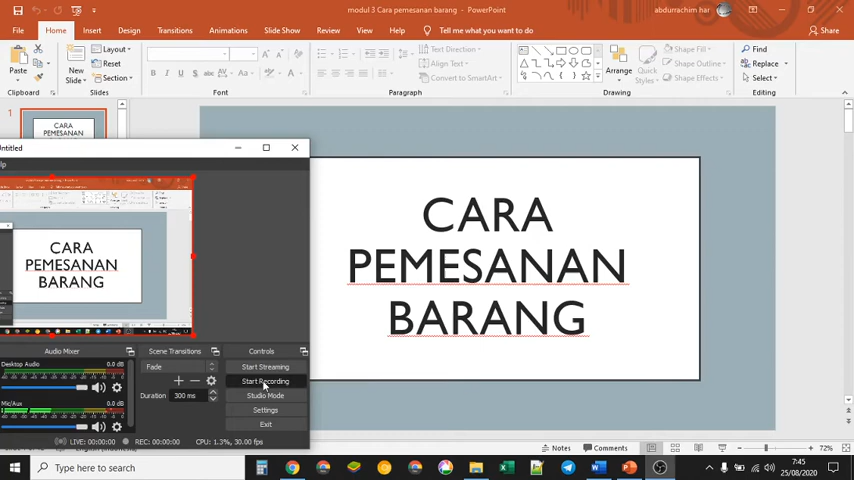 modul 3 Cara pemesanan barang - PowerPoint
abdurrachim har
File Home Insert Design Transitions Animations Slide Show Review View Help Tell me what you want to do Share
Paste
New Slide
Layout
Reset
Section
Text Direction
Align Text
Convert to SmartArt
Arrange
Quick Styles
Shape Fill
Shape Outline
Shape Effects
Find
Replace
Select
Clipboard Slides Font Paragraph Drawing Editing
1
CARA
PEMESANAN
Untitled
CARA
PEMESANAN
BARANG
CARA
PEMESANAN
BARANG
Audio Mixer Scene Transitions Controls
Desktop Audio 0.0 dB
Mic/Aux 0.0 dB
Fade
Duration 300 ms
Start Streaming
Start Recording
Studio Mode
Settings
Exit
LIVE: 00:00:00 REC: 00:00:00 CPU: 1.3%, 30.00 fps
Notes Comments 72%
Type here to search
7:45
25/08/2020